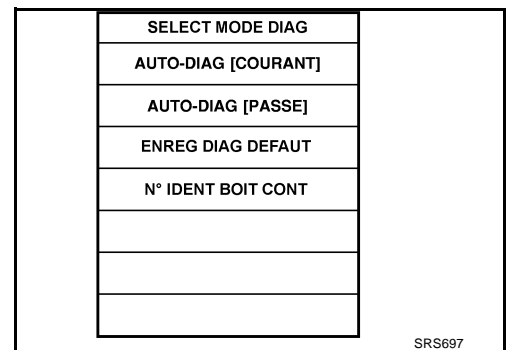 SELECT MODE DIAG
AUTO-DIAG [COURANT]
AUTO-DIAG [PASSE]
ENREG DIAG DEFAUT
N° IDENT BOIT CONT
SRS697